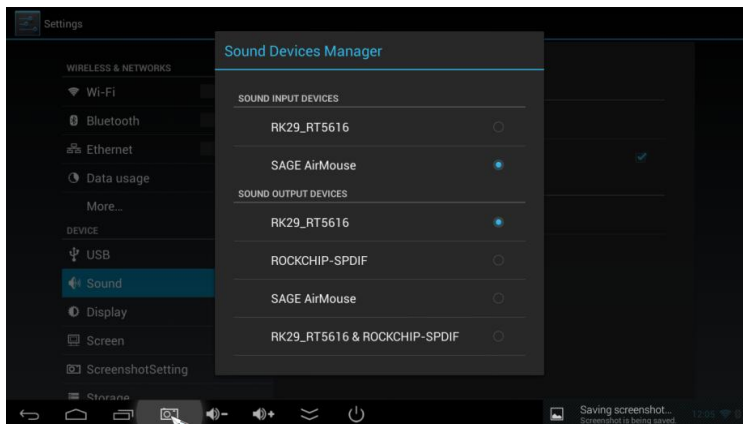 Settings
Sound Devices Manager
WIRELESS & NETWORKS
Wi-Fi
Bluetooth
Ethernet
Data usage
More...
DEVICE
USB
Sound
Display
Screen
ScreenshotSetting
Storage
SOUND INPUT DEVICES
RK29_RT5616
SAGE AirMouse
SOUND OUTPUT DEVICES
RK29_RT5616
ROCKCHIP-SPDIF
SAGE AirMouse
RK29_RT5616 & ROCKCHIP-SPDIF
Saving screenshot...
Screenshot is being saved.
12:05